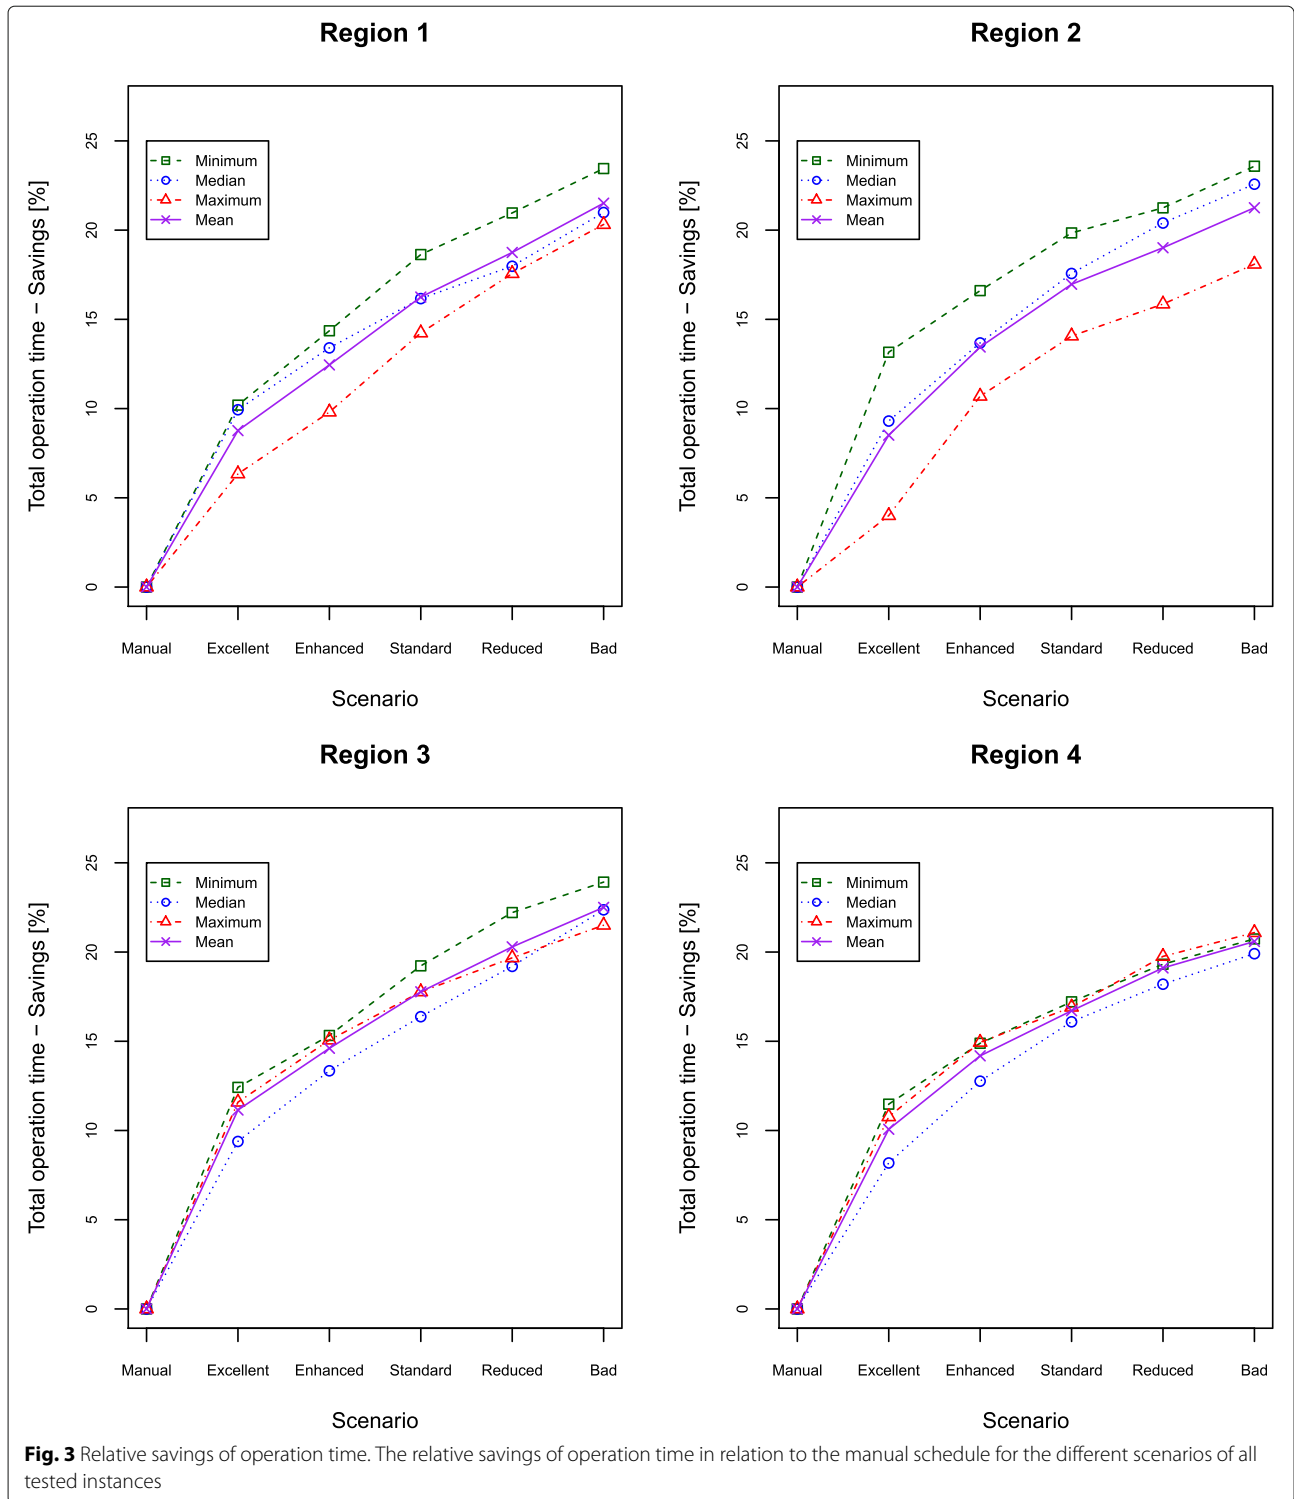 Region 1
Total operation time − Savings [%]
25
20
15
10
5
0
Minimum
Median
Maximum
Mean
Manual Excellent Enhanced Standard Reduced Bad
Scenario
Region 2
Total operation time − Savings [%]
25
20
15
10
5
0
Minimum
Median
Maximum
Mean
Manual Excellent Enhanced Standard Reduced Bad
Scenario
Region 3
Total operation time − Savings [%]
25
20
15
10
5
0
Minimum
Median
Maximum
Mean
Manual Excellent Enhanced Standard Reduced Bad
Scenario
Region 4
Total operation time − Savings [%]
25
20
15
10
5
0
Minimum
Median
Maximum
Mean
Manual Excellent Enhanced Standard Reduced Bad
Scenario
Fig. 3 Relative savings of operation time. The relative savings of operation time in relation to the manual schedule for the different scenarios of all
tested instances